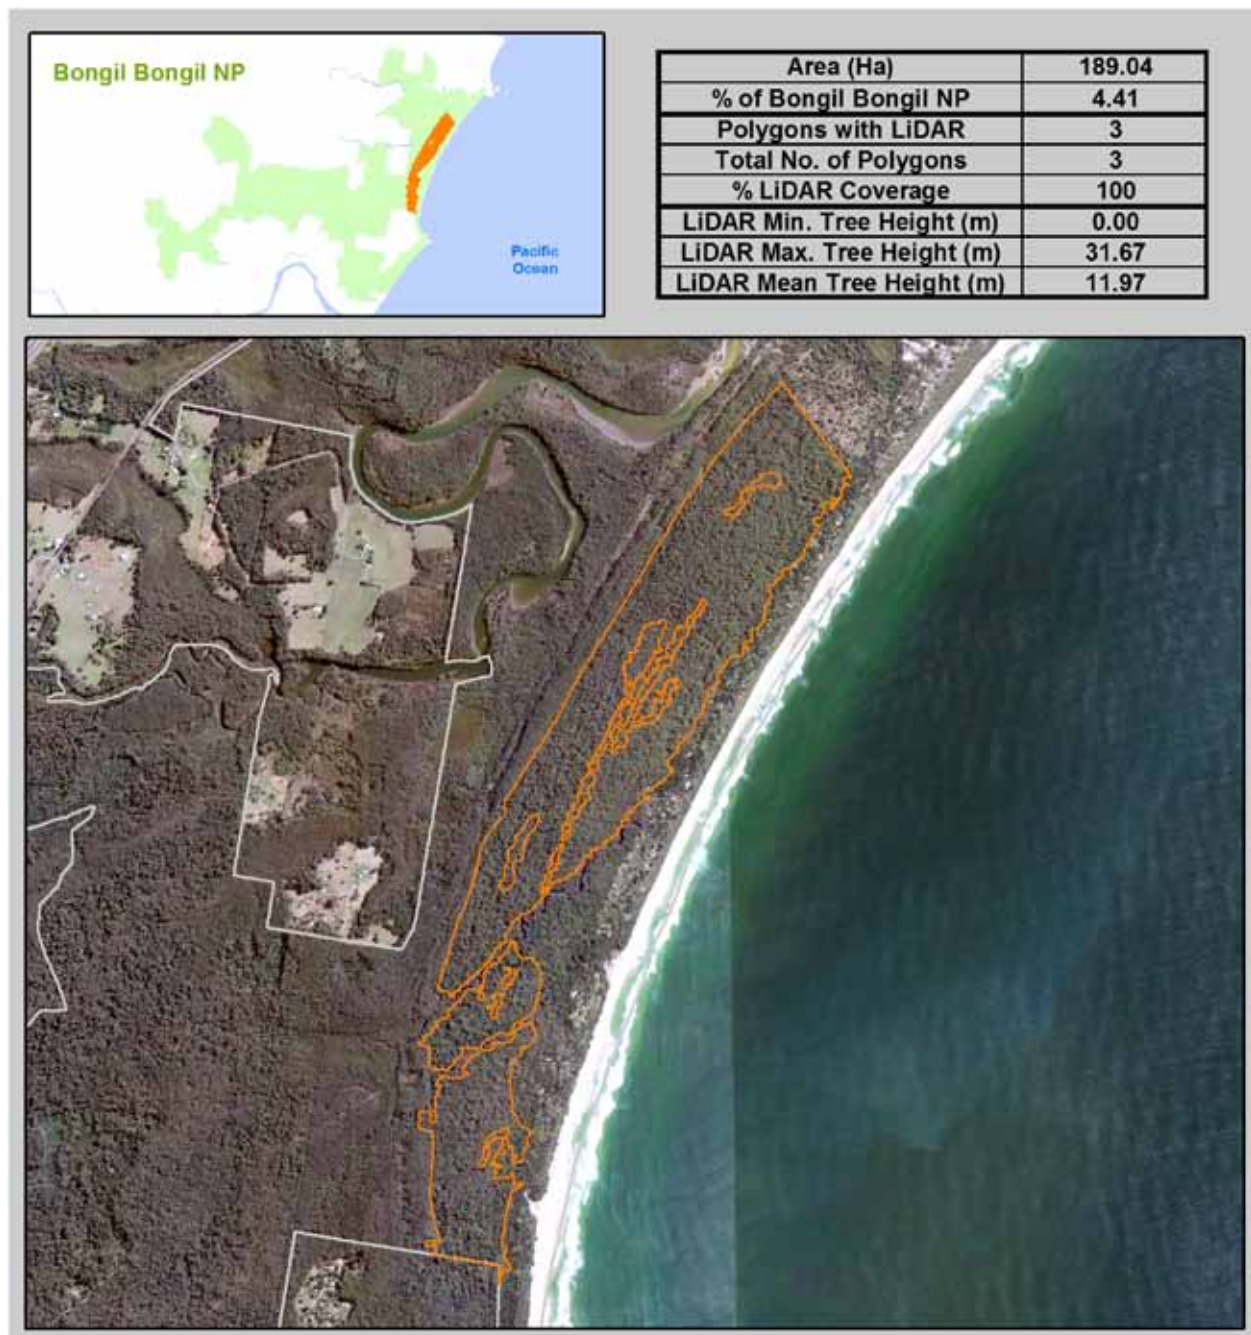 Bongil Bongil NP
Pacific
Ocean
Area (Ha) 189.04
% of Bongil Bongil NP 4.41
Polygons with LiDAR 3
Total No. of Polygons 3
% LiDAR Coverage 100
LiDAR Min. Tree Height (m) 0.00
LiDAR Max. Tree Height (m) 31.67
LiDAR Mean Tree Height (m) 11.97